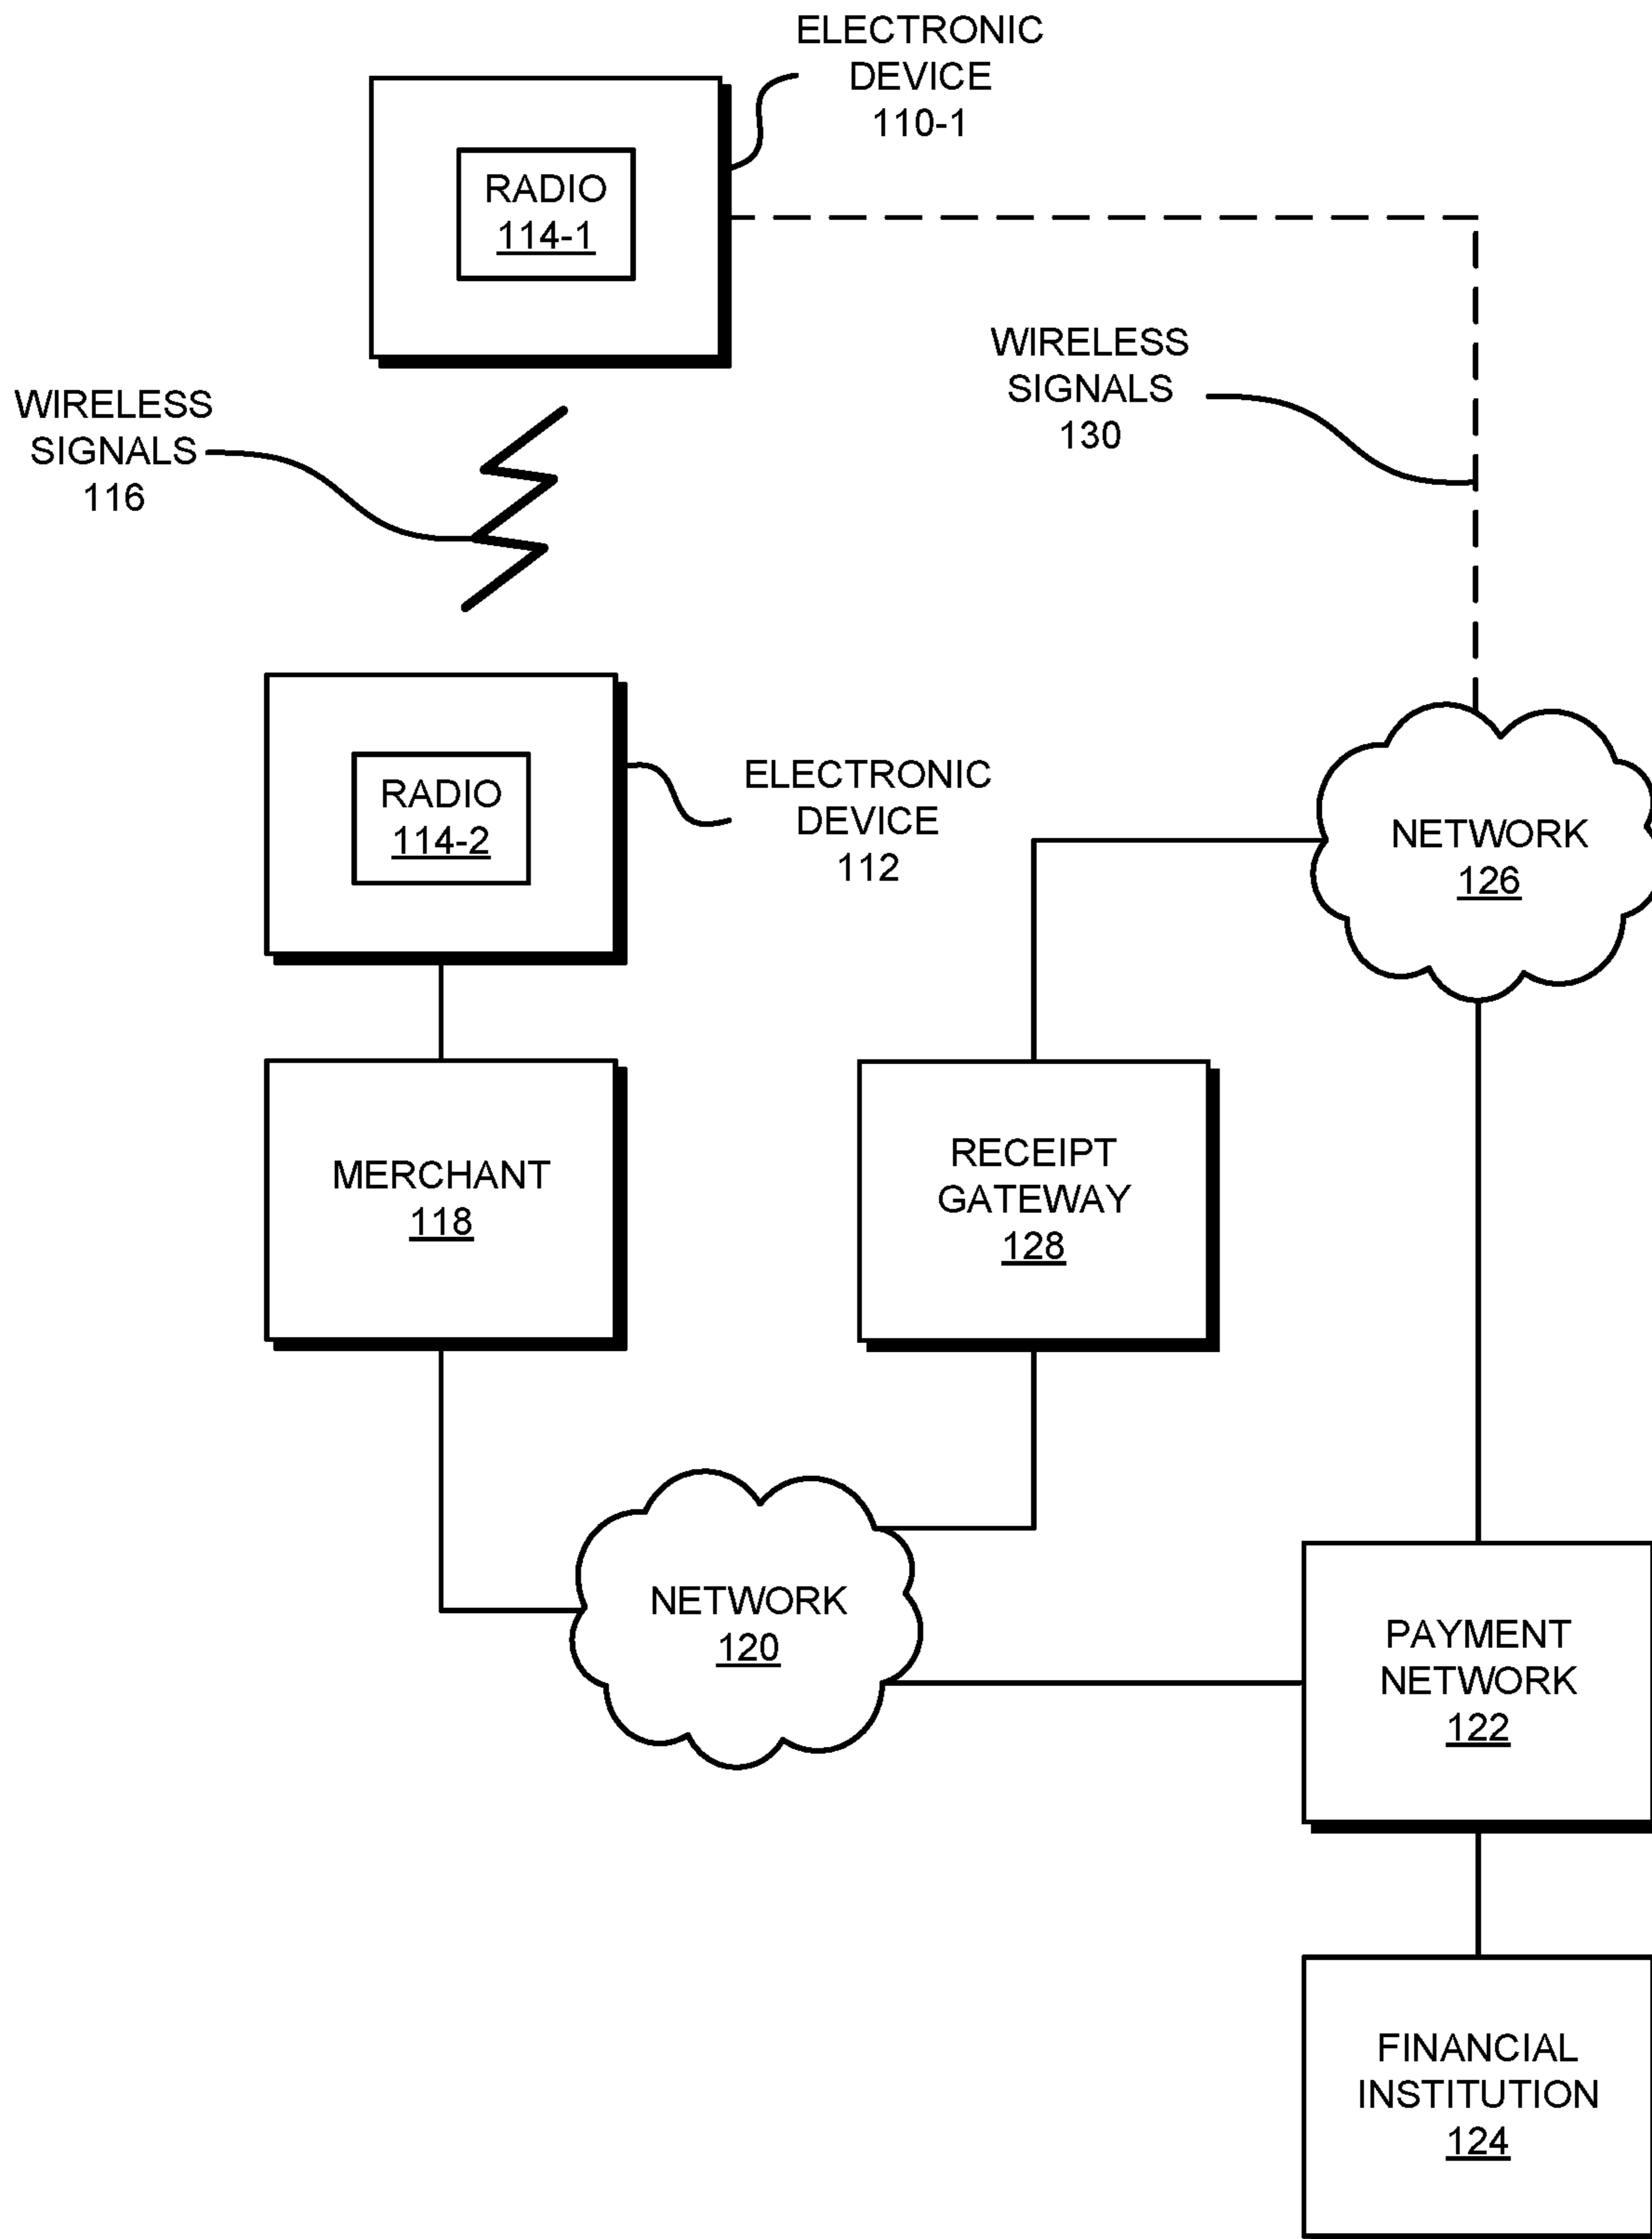 ELECTRONIC
DEVICE
110-1
RADIO
114-1
WIRELESS
SIGNALS
130
WIRELESS
SIGNALS
116
ELECTRONIC
DEVICE
112
RADIO
114-2
NETWORK
126
MERCHANT
118
RECEIPT
GATEWAY
128
NETWORK
120
PAYMENT
NETWORK
122
FINANCIAL
INSTITUTION
124